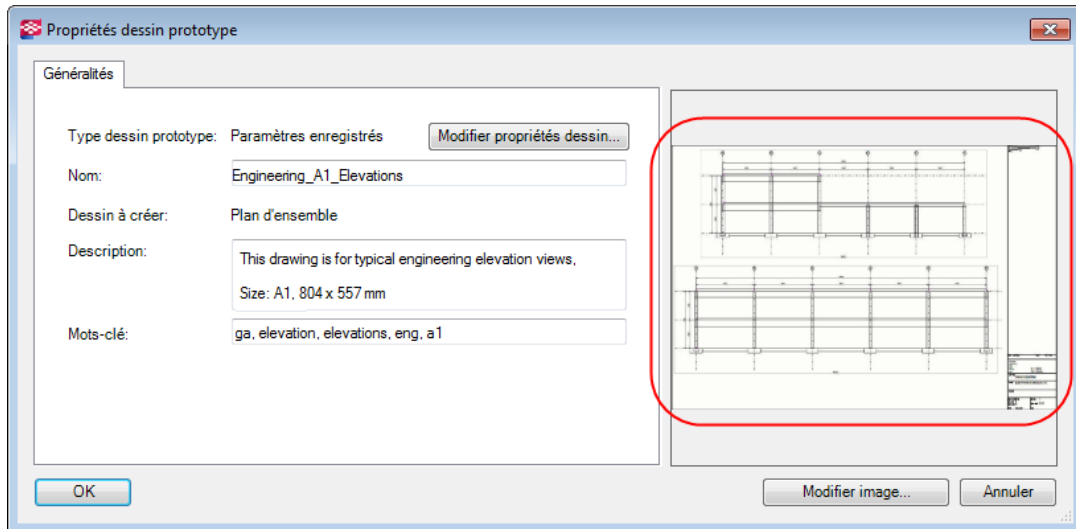 Propriétés dessin prototype
Généralités
Type dessin prototype: Paramètres enregistrés Modifier propriétés dessin...
Nom: Engineering_A1_Elevations
Dessin à créer: Plan d'ensemble
Description: This drawing is for typical engineering elevation views,
Size: A1, 804 x 557 mm
Mots-clé: ga, elevation, elevations, eng, a1
OK Modifier image... Annuler